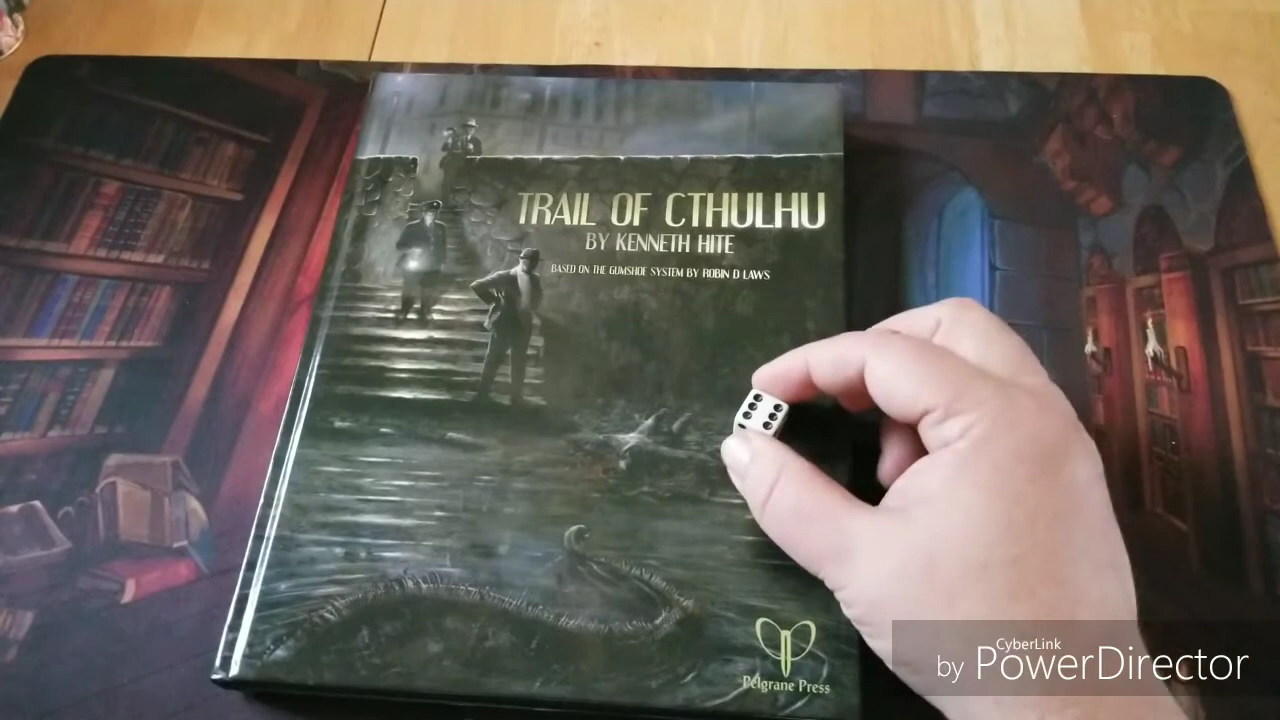 TRAIL OF CTHULHU
BY KENNETH HITE
BASED ON THE GUMSHOE SYSTEM BY ROBIN D LAWS
Pelgrane Press
CyberLink
by PowerDirector